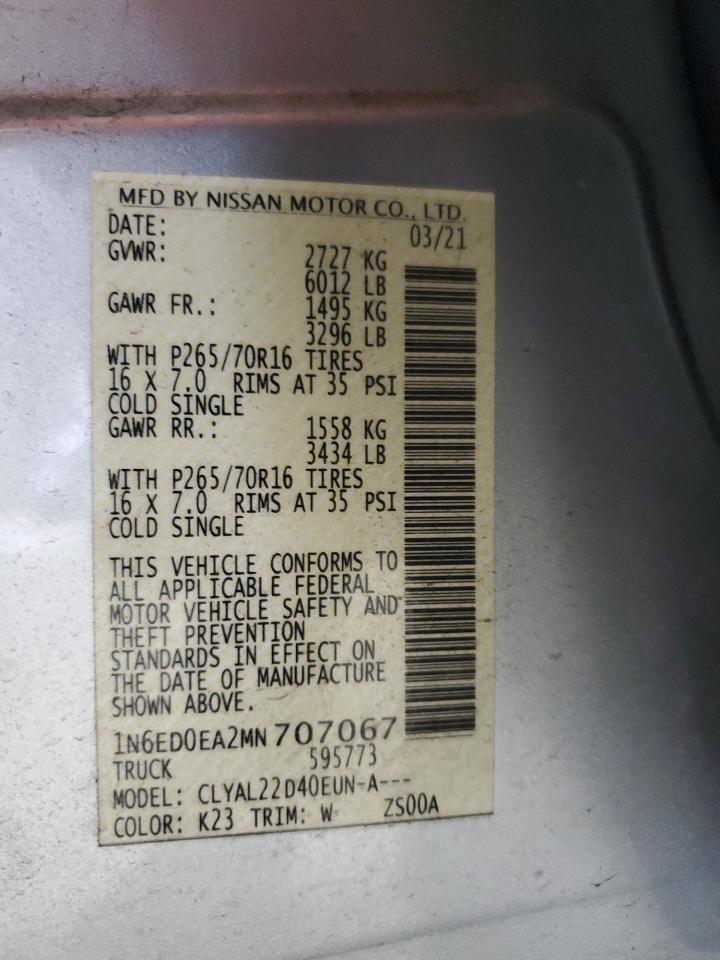 MFD BY NISSAN MOTOR CO., LTD.
DATE: 03/21
GVWR: 2727 KG
6012 LB
GAWR FR.: 1495 KG
3296 LB
WITH P265/70R16 TIRES
16 X 7.0 RIMS AT 35 PSI
COLD SINGLE
GAWR RR.: 1558 KG
3434 LB
WITH P265/70R16 TIRES
16 X 7.0 RIMS AT 35 PSI
COLD SINGLE
THIS VEHICLE CONFORMS TO
ALL APPLICABLE FEDERAL
MOTOR VEHICLE SAFETY AND
THEFT PREVENTION
STANDARDS IN EFFECT ON
THE DATE OF MANUFACTURE
SHOWN ABOVE.
1N6ED0EA2MN707067
TRUCK 595773
MODEL: CLYAL22D40EUN-A---
COLOR: K23 TRIM: W ZS00A